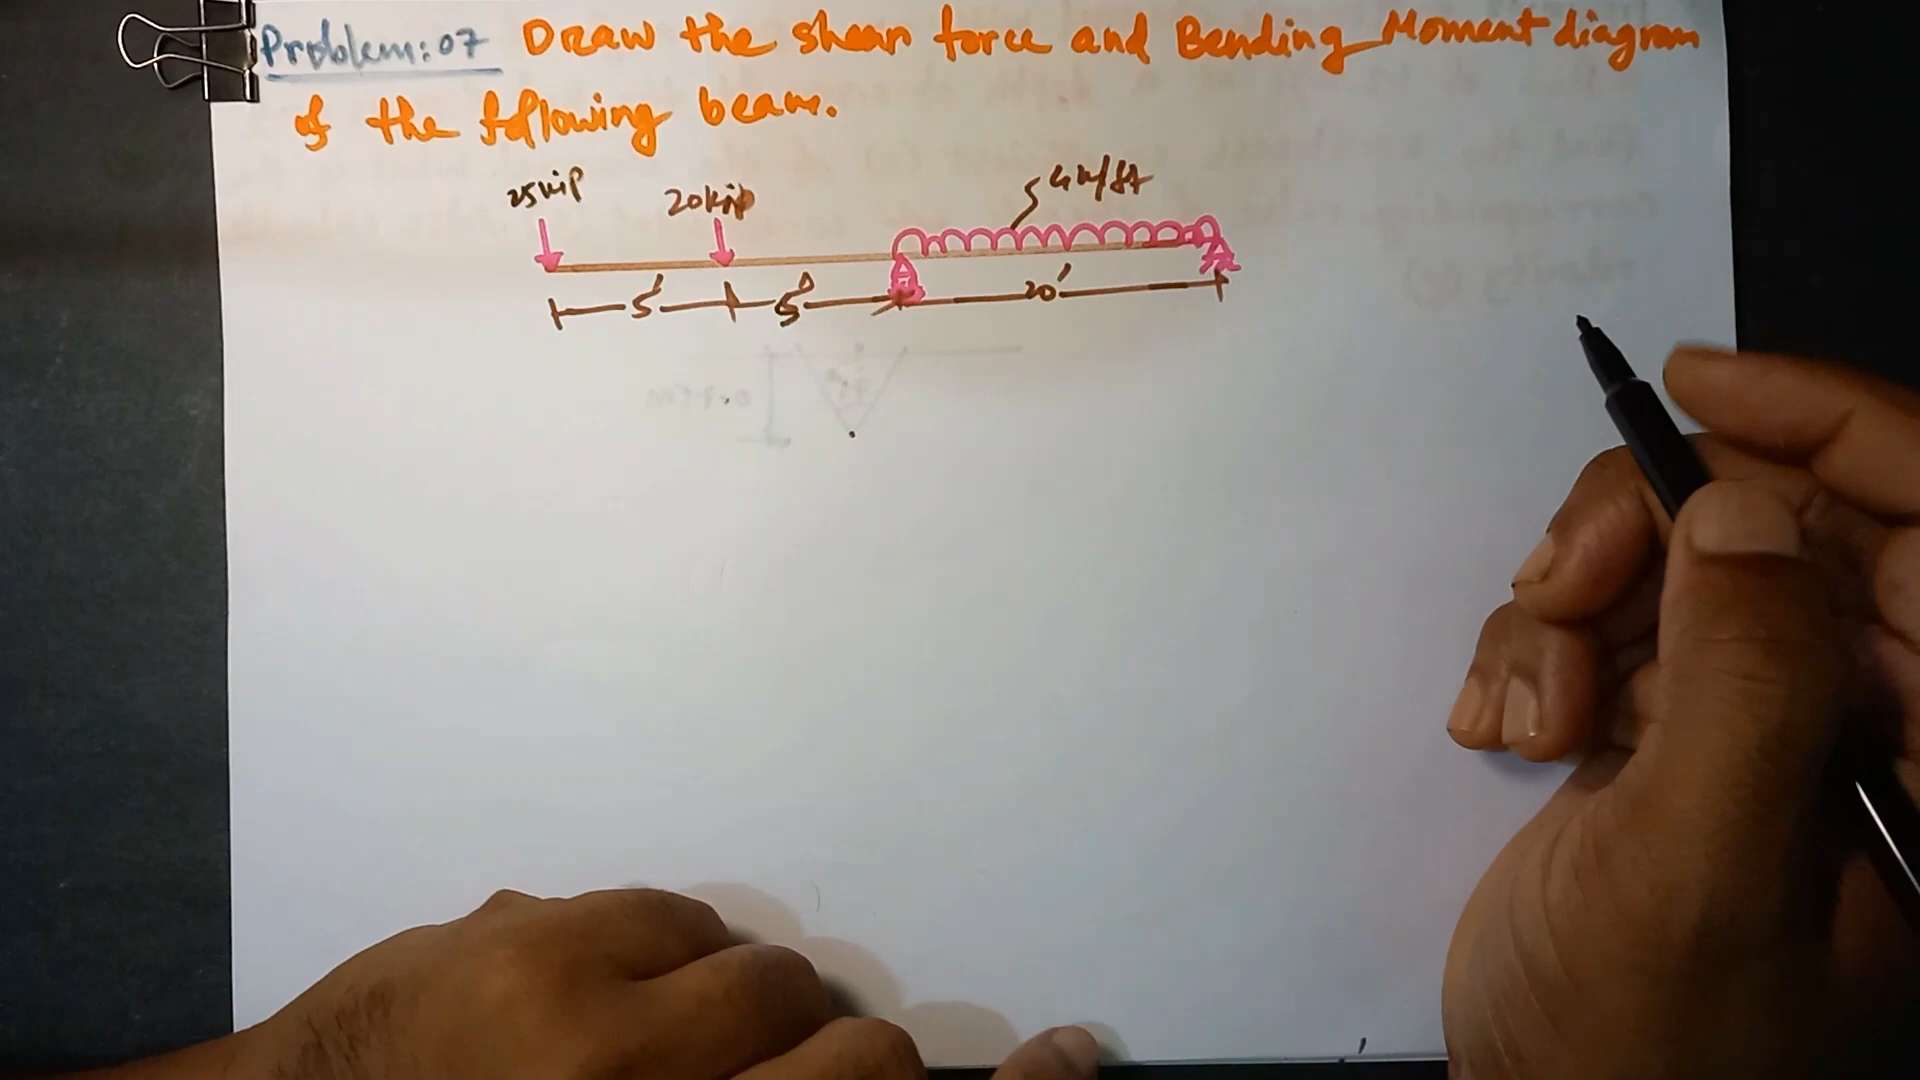 Problem: 07 Draw the shear force and Bending Moment diagram
of the following beam.
25kip 20kip 4k/ft
5' 5' 20'